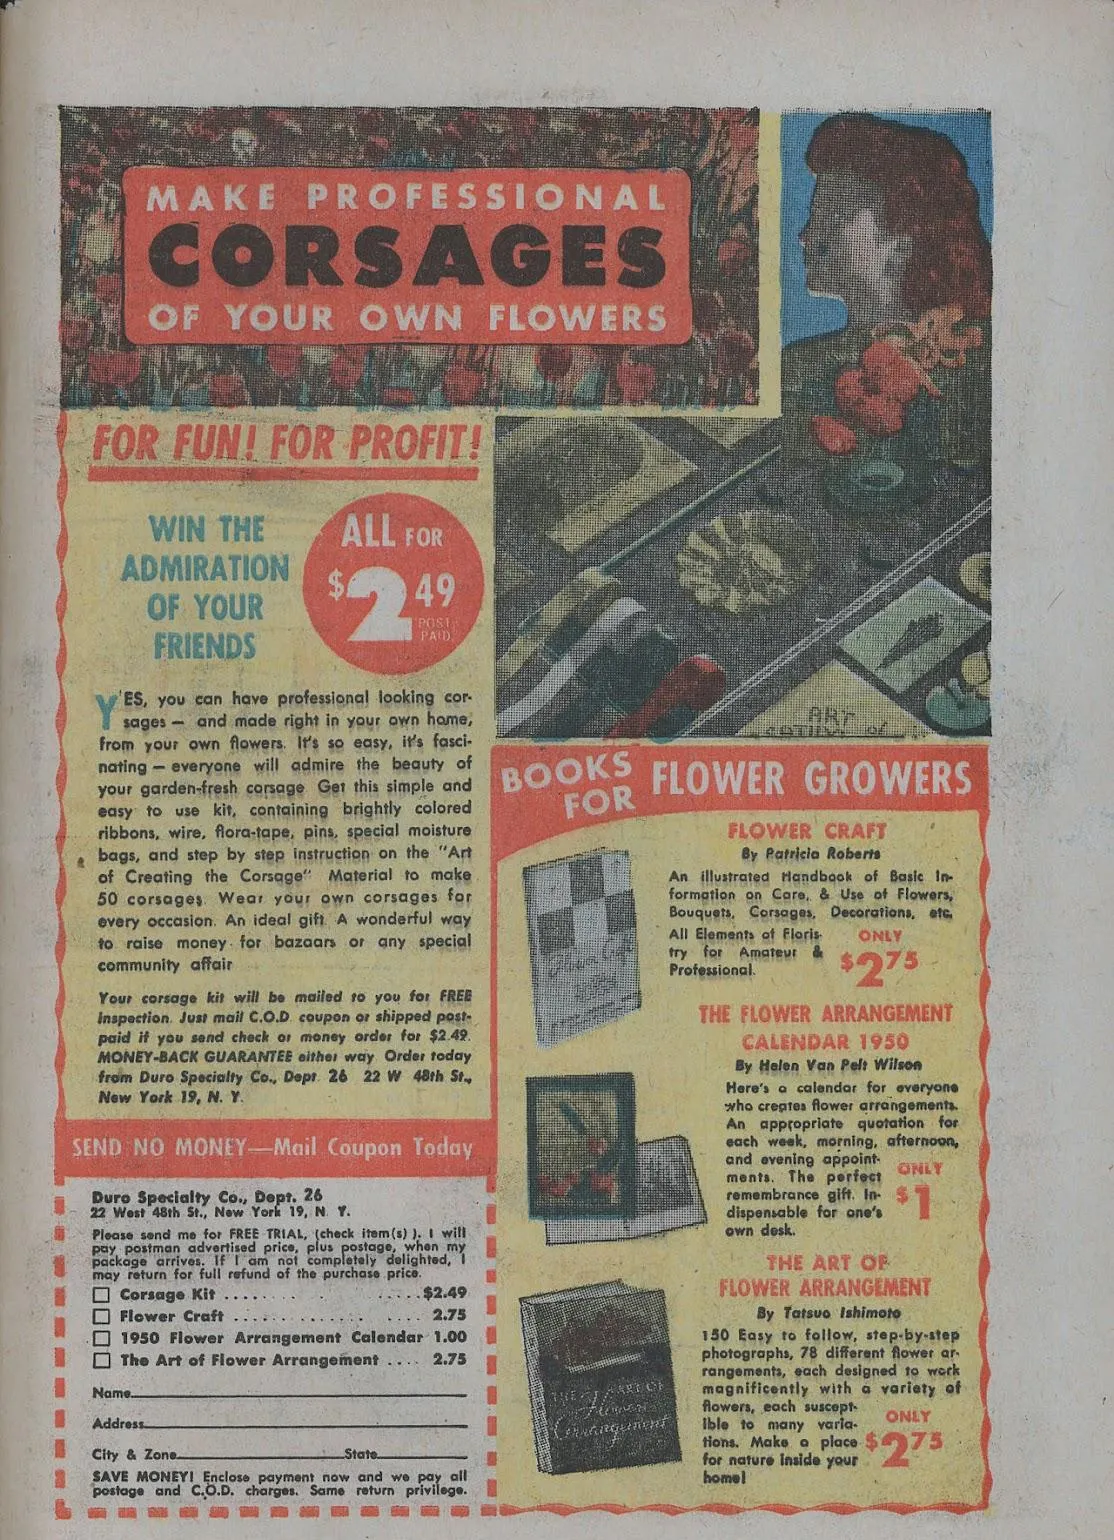 MAKE PROFESSIONAL
CORSAGES
OF YOUR OWN FLOWERS
FOR FUN! FOR PROFIT!
WIN THE
ADMIRATION
OF YOUR
FRIENDS
ALL FOR
$2 49
POST
PAID
YES, you can have professional looking cor-
sages — and made right in your own home,
from your own flowers. It's so easy, it's fasci-
nating — everyone will admire the beauty of
your garden-fresh corsage Get this simple and
easy to use kit, containing brightly colored
ribbons, wire, flora-tape, pins, special moisture
bags, and step by step instruction on the "Art
of Creating the Corsage" Material to make
50 corsages. Wear your own corsages for
every occasion. An ideal gift A wonderful way
to raise money for bazaars or any special
community affair
Your corsage kit will be mailed to you for FREE
Inspection. Just mail C.O.D. coupon or shipped post-
paid if you send check or money order for $2.49.
MONEY-BACK GUARANTEE either way Order today
from Duro Specialty Co., Dept. 26 22 W 48th St.,
New York 19, N. Y.
SEND NO MONEY—Mail Coupon Today
Duro Specialty Co., Dept. 26
22 West 48th St., New York 19, N. Y.
Please send me for FREE TRIAL, (check item(s) ). I will
pay postman advertised price, plus postage, when my
package arrives. If I am not completely delighted, I
may return for full refund of the purchase price.
Corsage Kit .......... $2.49
Flower Craft .......... 2.75
1950 Flower Arrangement Calendar 1.00
The Art of Flower Arrangement .... 2.75
Name
Address
City & Zone State
SAVE MONEY! Enclose payment now and we pay all
postage and C.O.D. charges. Same return privilege.
ART
BOOKS FOR FLOWER GROWERS
FLOWER CRAFT
By Patricia Roberts
An illustrated Handbook of Basic In-
formation on Care, & Use of Flowers,
Bouquets, Corsages, Decorations, etc.
All Elements of Floris-
try for Amateur &
Professional.
ONLY
$2 75
THE FLOWER ARRANGEMENT
CALENDAR 1950
By Helen Van Pelt Wilson
Here's a calendar for everyone
who creates flower arrangements.
An appropriate quotation for
each week, morning, afternoon,
and evening appoint-
ments. The perfect
remembrance gift. In-
dispensable for one's
own desk.
ONLY
$1
THE ART OF
FLOWER ARRANGEMENT
By Tatsuo Ishimoto
150 Easy to follow, step-by-step
photographs, 78 different flower ar-
rangements, each designed to work
magnificently with a variety of
flowers, each suscept-
ible to many varia-
tions. Make a place
for nature inside your
home!
ONLY
$2 75
THE ART OF
Flower
Arrangement